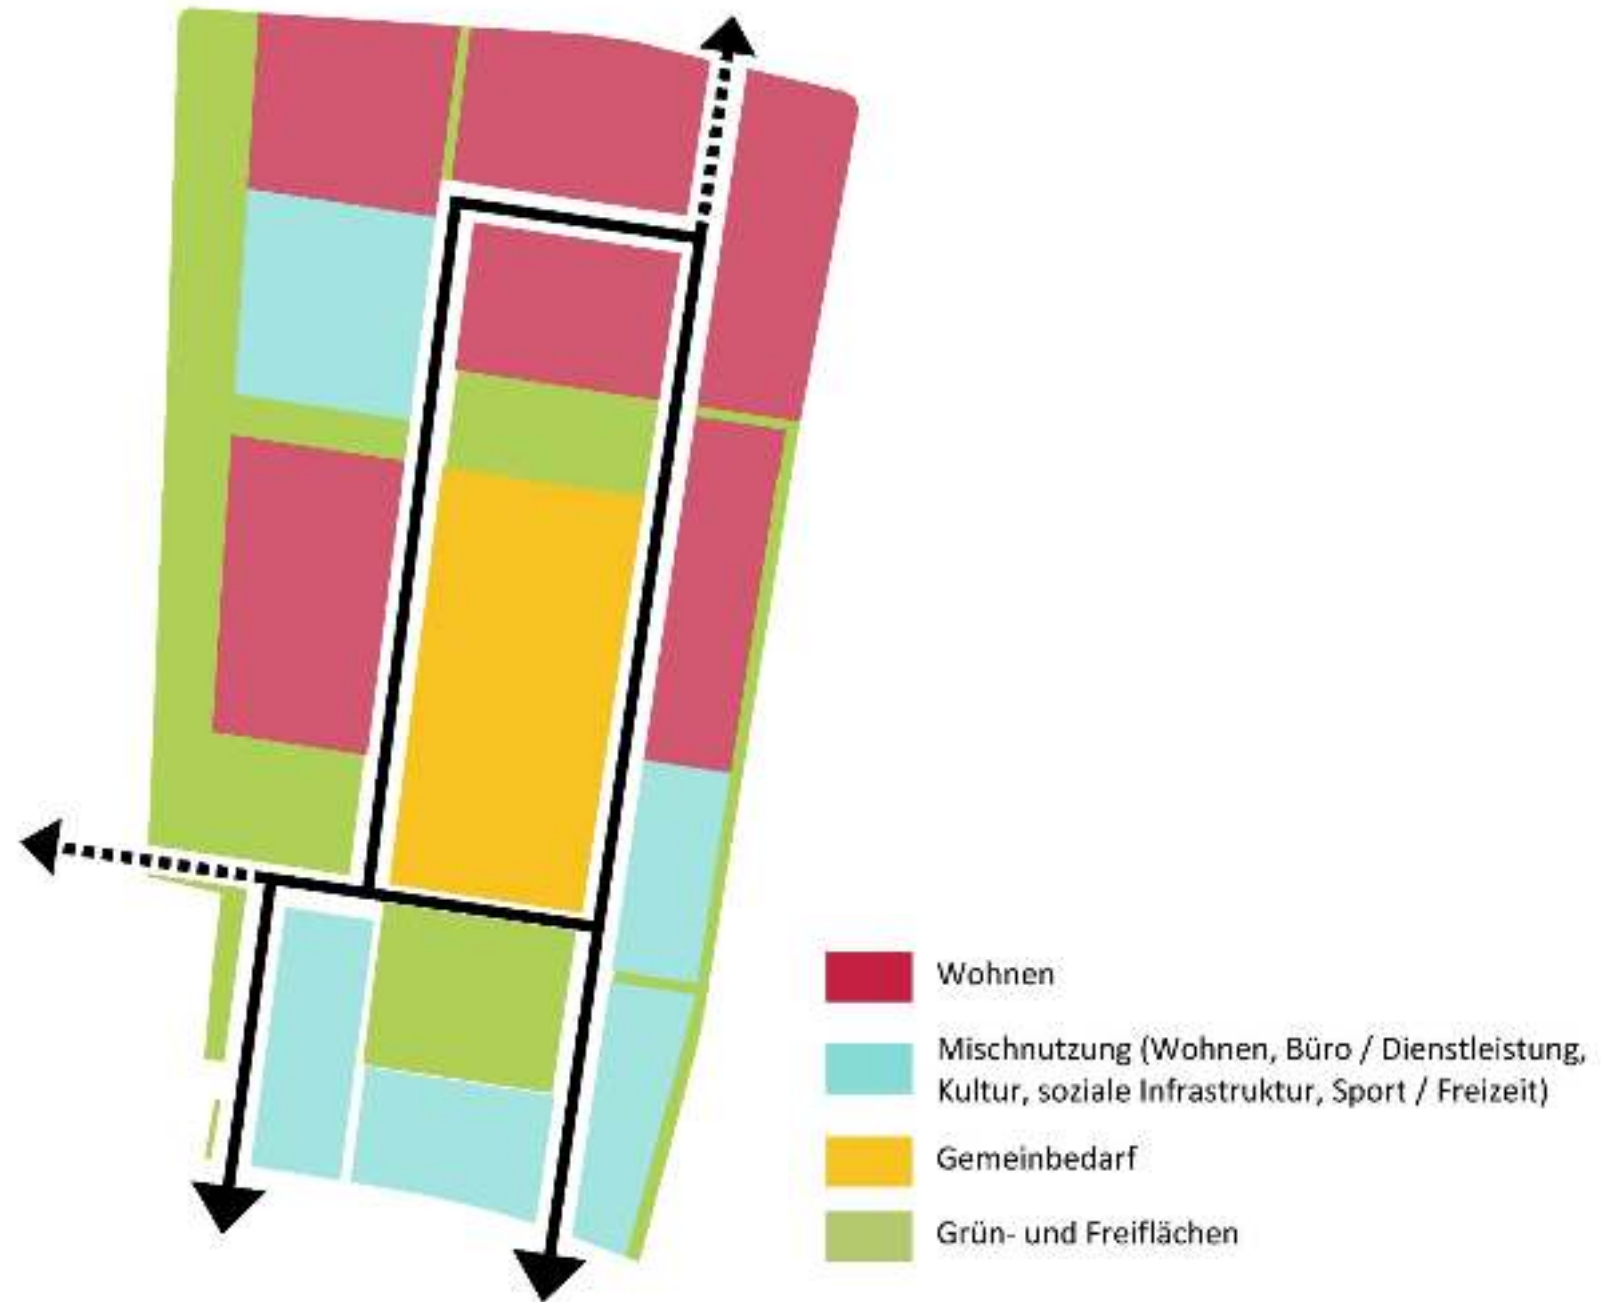 Wohnen
Mischnutzung (Wohnen, Büro / Dienstleistung,
Kultur, soziale Infrastruktur, Sport / Freizeit)
Gemeinbedarf
Grün- und Freiflächen